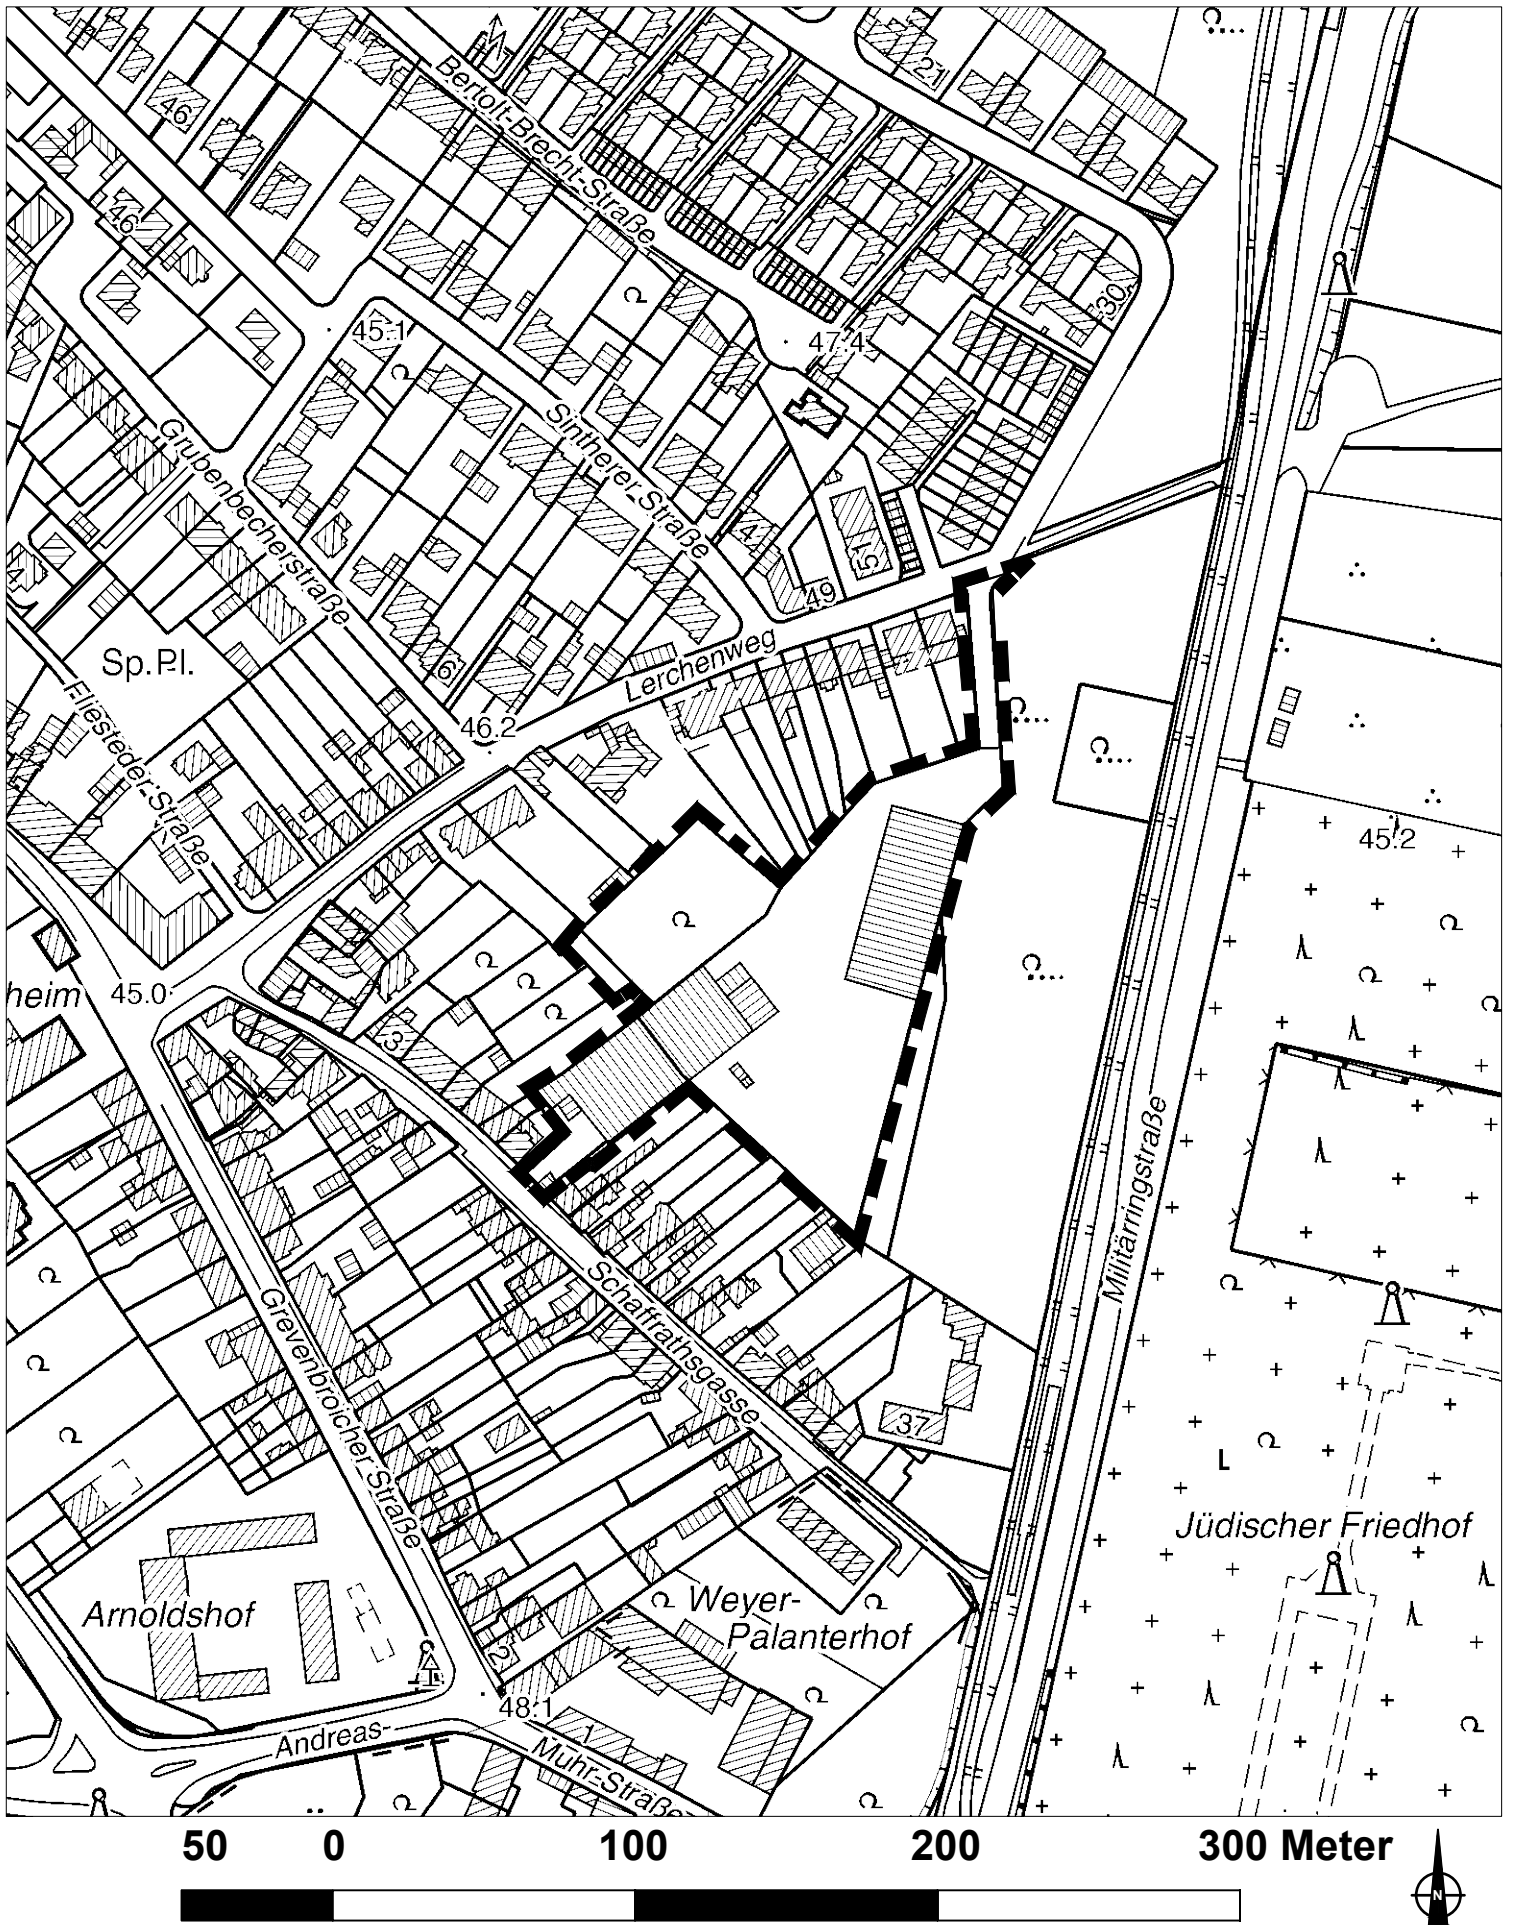 21
Bertolt-Brecht-Straße
46
46
30
45.1
47.4
Sintherer Straße
Grubenbecherstraße
4
51
49
Lerchenweg
6
Sp.Pl.
46.2
Fliesteder Straße
45.2
heim
45.0
3
Militärringstraße
Schaffrathsgasse
Grevenbroicher Straße
37
L
Jüdischer Friedhof
Arnoldshof
Weyer-
Palanterhof
2
48.1
1
Andreas-
Muhr-Straße
50 0 100 200 300 Meter
N